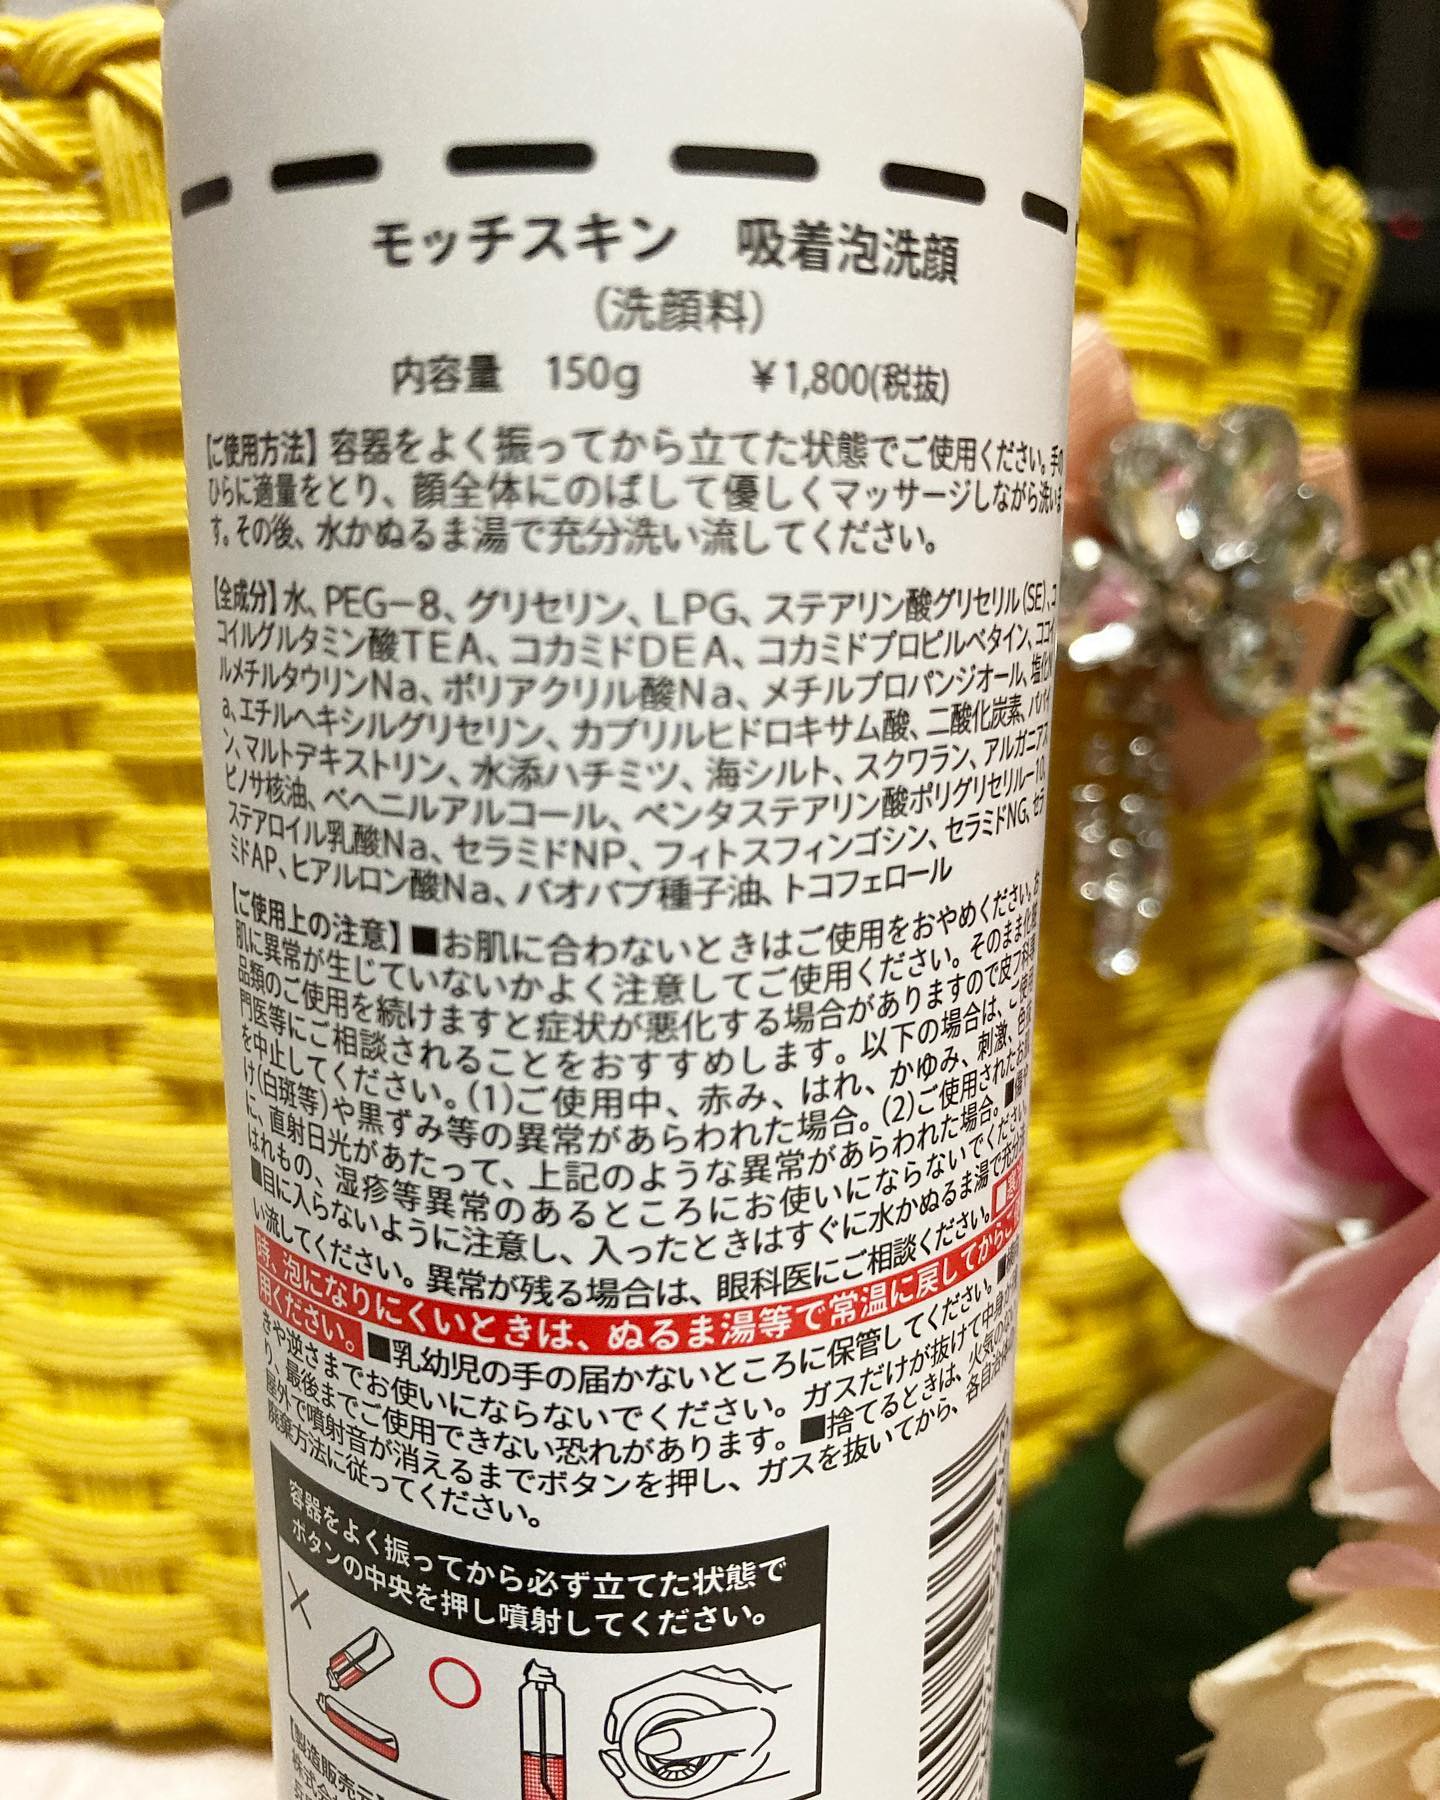 モッチスキン 吸着泡洗顔
(洗顔料)
内容量 150g ¥1,800(税抜)
【ご使用方法】容器をよく振ってから立てた状態でご使用ください。手の
ひらに適量をとり、顔全体にのばして優しくマッサージしながら洗いま
す。その後、水かぬるま湯で充分洗い流してください。
【全成分】水、PEG-8、グリセリン、LPG、ステアリン酸グリセリル(SE)、コ
コイルグルタミン酸TEA、コカミドDEA、コカミドプロピルベタイン、ココイ
ルメチルタウリンNa、ポリアクリル酸Na、メチルプロパンジオール、塩化N
a、エチルヘキシルグリセリン、カプリルヒドロキサム酸、二酸化炭素、パパイ
ン、マルトデキストリン、水添ハチミツ、海シルト、スクワラン、アルガニアス
ピノサ核油、ベヘニルアルコール、ペンタステアリン酸ポリグリセリル-10、
ステアロイル乳酸Na、セラミドNP、フィトスフィンゴシン、セラミドNG、セラ
ミドAP、ヒアルロン酸Na、バオバブ種子油、トコフェロール
【ご使用上の注意】■お肌に合わないときはご使用をおやめください。お
肌に異常が生じていないかよく注意してご使用ください。そのまま化粧
品類のご使用を続けますと症状が悪化する場合がありますので皮フ科専
門医等にご相談されることをおすすめします。以下の場合は、ご使用
を中止してください。(1)ご使用中、赤み、はれ、かゆみ、刺激、色抜
け(白斑等)や黒ずみ等の異常があらわれた場合。(2)ご使用されたお肌
に、直射日光があたって、上記のような異常があらわれた場合。■傷や
はれもの、湿疹等異常のあるところにお使いにならないでください。
■目に入らないように注意し、入ったときはすぐに水かぬるま湯で充分洗
い流してください。異常が残る場合は、眼科医にご相談ください。
時、泡になりにくいときは、ぬるま湯等で常温に戻してからご
用ください。■乳幼児の手の届かないところに保管してください。■
きや逆さまでお使いにならないでください。ガスだけが抜けて中身が
り、最後までご使用できない恐れがあります。■捨てるときは、火気のない
屋外で噴射音が消えるまでボタンを押し、ガスを抜いてから、各自治体
廃棄方法に従ってください。
容器をよく振ってから必ず立てた状態で
ボタンの中央を押し噴射してください。
【製造販売元
株式会